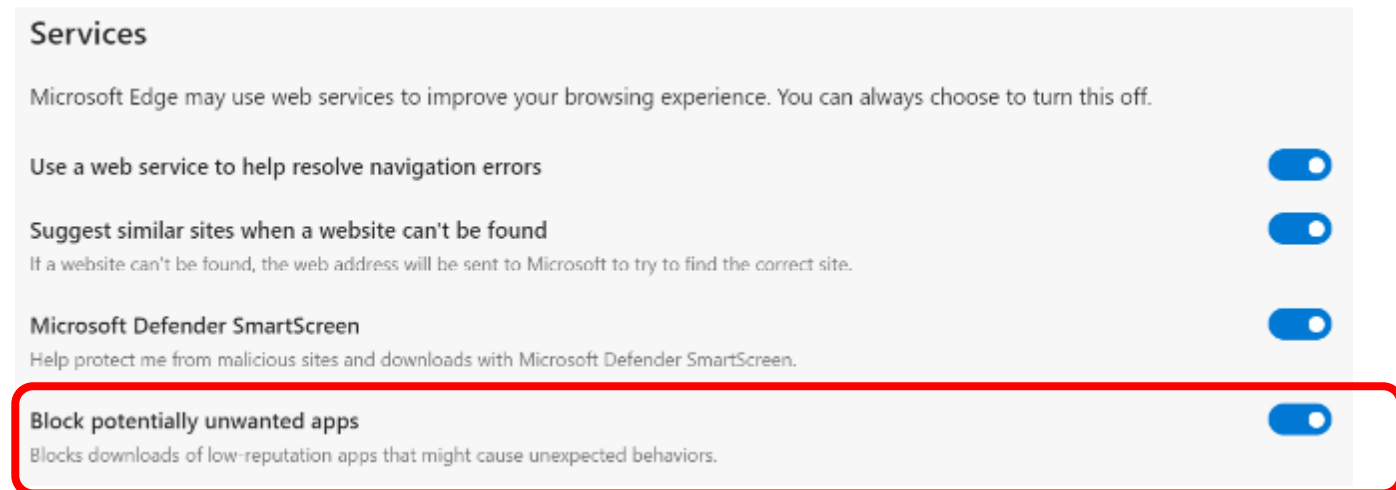 Services
Microsoft Edge may use web services to improve your browsing experience. You can always choose to turn this off.
Use a web service to help resolve navigation errors
Suggest similar sites when a website can't be found
If a website can't be found, the web address will be sent to Microsoft to try to find the correct site.
Microsoft Defender SmartScreen
Help protect me from malicious sites and downloads with Microsoft Defender SmartScreen.
Block potentially unwanted apps
Blocks downloads of low-reputation apps that might cause unexpected behaviors.